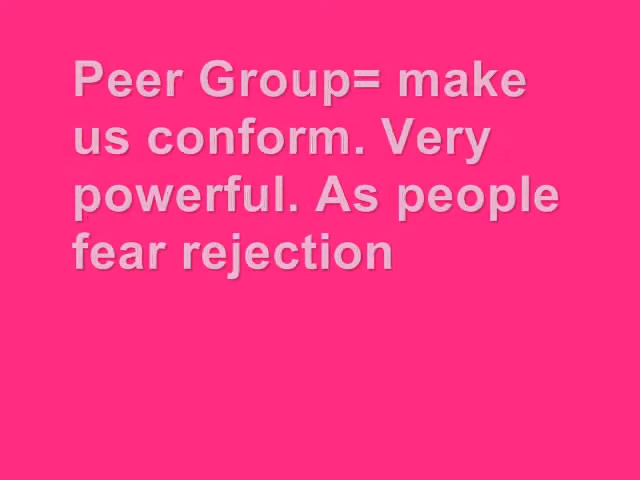 Peer Group= make
us conform. Very
powerful. As people
fear rejection